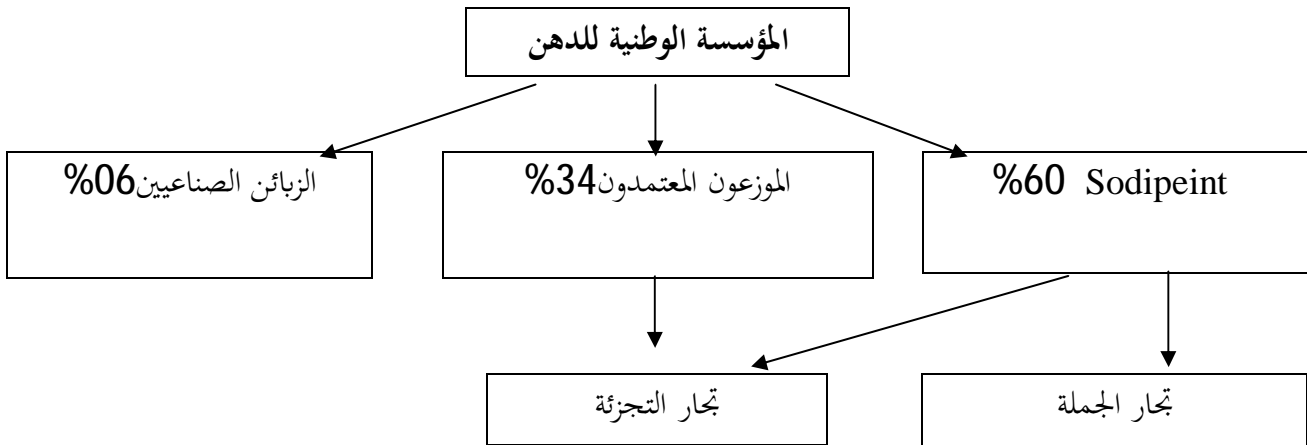 المؤسسة الوطنية للدهن
%60 Sodipeint
الموزعون المعتمدون34%
الزبائن الصناعيين06%
تجار الجملة
تجار التجزئة